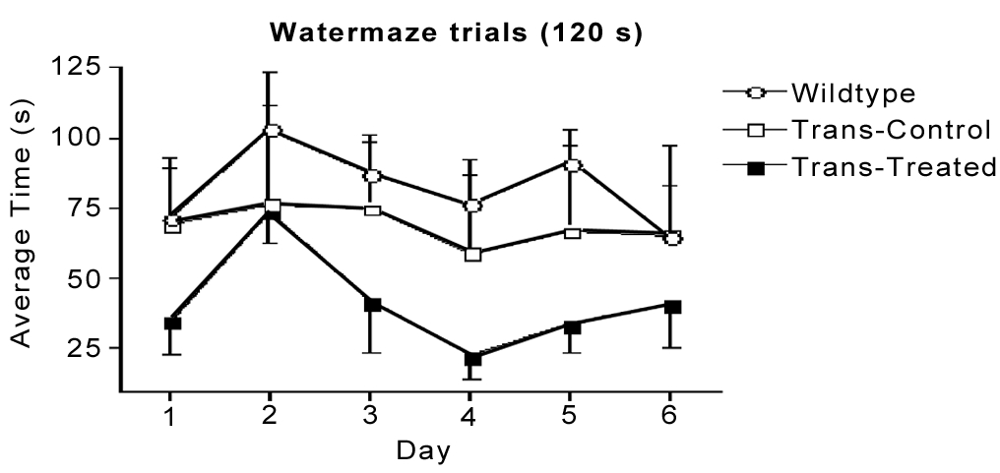 Watermaze trials (120 s)
125
100
75
50
25
Average Time (s)
1 2 3 4 5 6
Day
Wildtype
Trans-Control
Trans-Treated